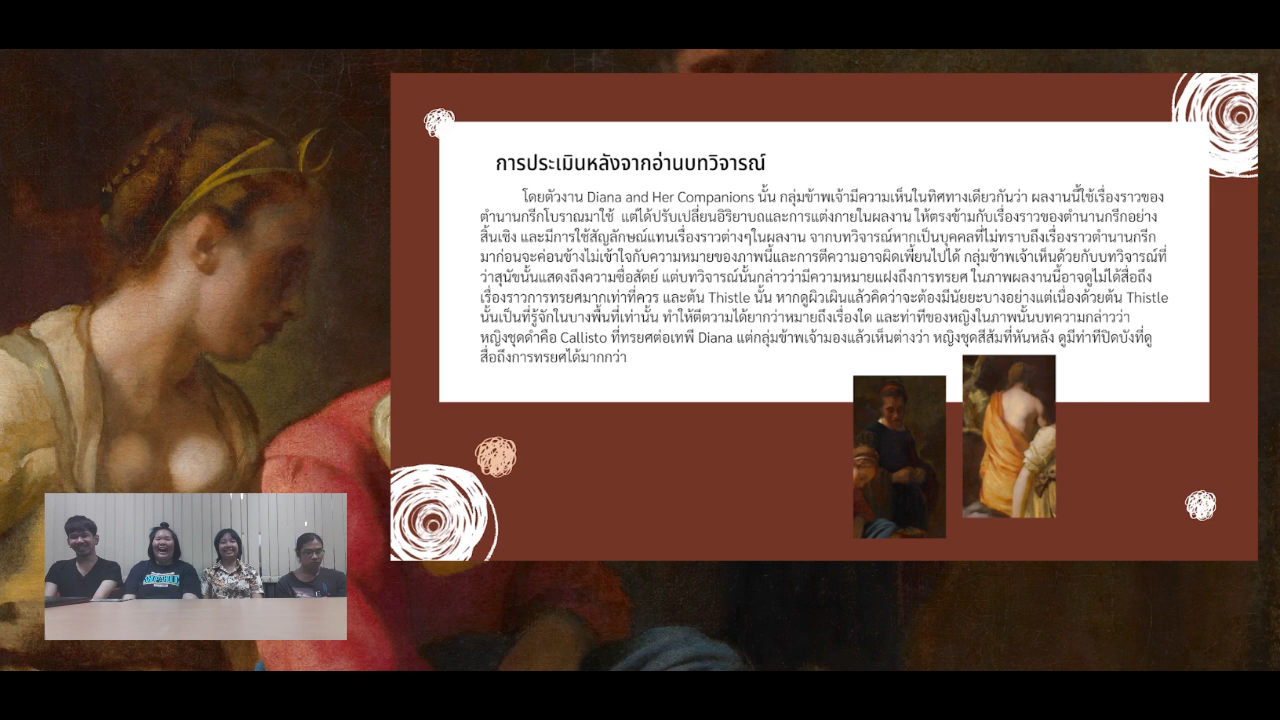 การประเมินหลังจากอ่านบทวิจารณ์
โดยตัวงาน Diana and Her Companions นั้น กลุ่มข้าพเจ้ามีความเห็นในทิศทางเดียวกันว่า ผลงานนี้ใช้เรื่องราวของ
ตำนานกรีกโบราณมาใช้ แต่ได้ปรับเปลี่ยนอิริยาบถและการแต่งกายในผลงาน ให้ตรงข้ามกับเรื่องราวของตำนานกรีกอย่าง
สิ้นเชิง และมีการใช้สัญลักษณ์แทนเรื่องราวต่างๆในผลงาน จากบทวิจารณ์หากเป็นบุคคลที่ไม่ทราบถึงเรื่องราวตำนานกรีก
มาก่อนจะค่อนข้างไม่เข้าใจกับความหมายของภาพนี้และการตีความอาจผิดเพี้ยนไปได้ กลุ่มข้าพเจ้าเห็นด้วยกับบทวิจารณ์ที่
ว่าสุนัขนั้นแสดงถึงความซื่อสัตย์ แต่บทวิจารณ์นั้นกล่าวว่ามีความหมายแฝงถึงการทรยศ ในภาพผลงานนี้อาจดูไม่ได้สื่อถึง
เรื่องราวการทรยศมากเท่าที่ควร และต้น Thistle นั้น หากดูผิวเผินแล้วคิดว่าจะต้องมีนัยยะบางอย่างแต่เนื่องด้วยต้น Thistle
นั้นเป็นที่รู้จักในบางพื้นที่เท่านั้น ทำให้ตีตวามได้ยากว่าหมายถึงเรื่องใด และท่าทีของหญิงในภาพนั้นบทความกล่าวว่า
หญิงชุดดำคือ Callisto ที่ทรยศต่อเทพี Diana แต่กลุ่มข้าพเจ้ามองแล้วเห็นต่างว่า หญิงชุดสีส้มที่หันหลัง ดูมีท่าทีปิดบังที่ดู
สื่อถึงการทรยศได้มากกว่า